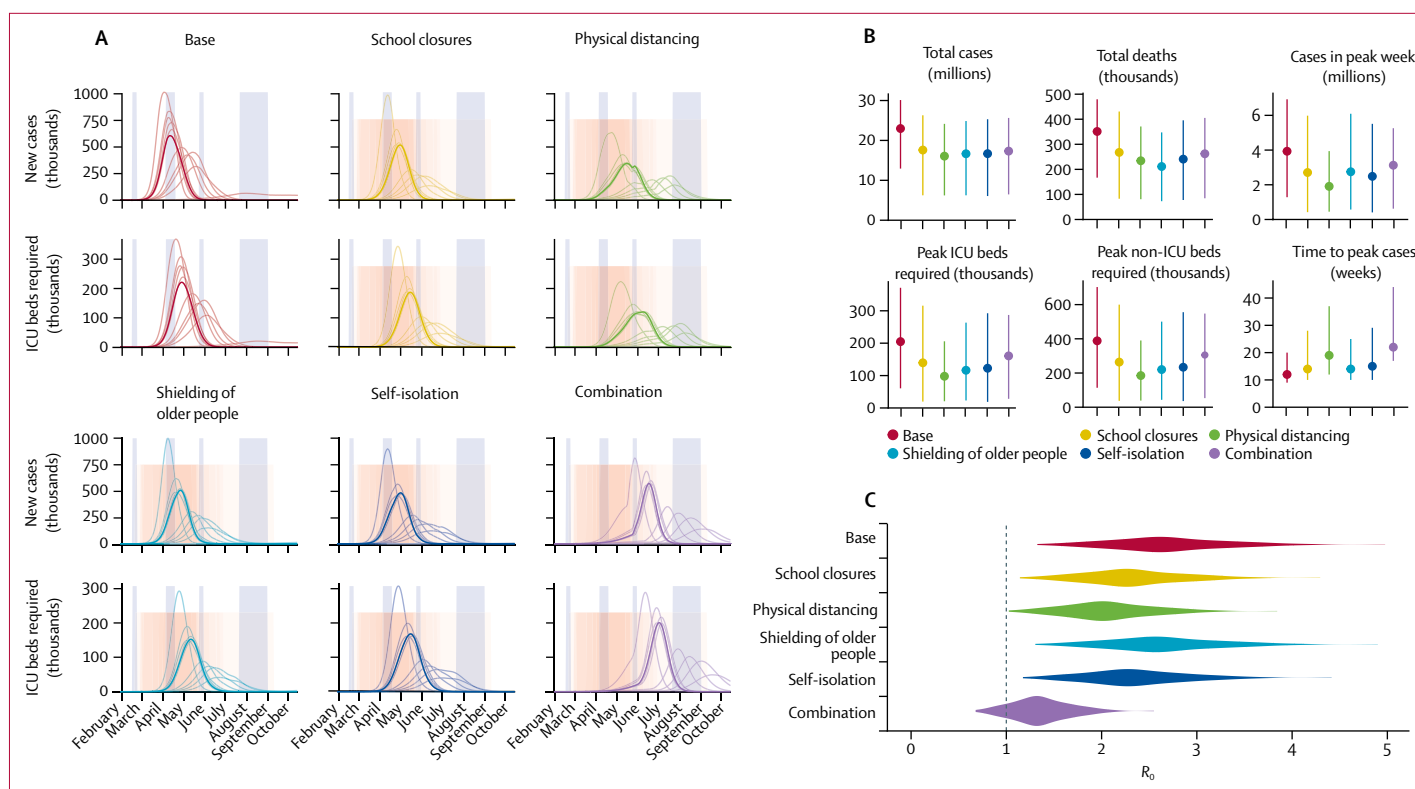 A
Base
School closures
Physical distancing
New cases
(thousands)
1000
750
500
250
0
ICU beds required
(thousands)
300
200
100
0
Shielding of
older people
Self-isolation
Combination
New cases
(thousands)
1000
750
500
250
0
ICU beds required
(thousands)
300
200
100
0
February
March
April
May
June
July
August
September
October
February
March
April
May
June
July
August
September
October
February
March
April
May
June
July
August
September
October
B
Total cases
(millions)
30
20
10
0
Total deaths
(thousands)
500
400
300
200
100
0
Cases in peak week
(millions)
6
4
2
0
Peak ICU beds
required (thousands)
300
200
100
0
Peak non-ICU beds
required (thousands)
600
400
200
0
Time to peak cases
(weeks)
40
30
20
10
0
Base
School closures
Physical distancing
Shielding of older people
Self-isolation
Combination
C
Base
School closures
Physical distancing
Shielding of older
people
Self-isolation
Combination
0 1 2 3 4 5
R₀